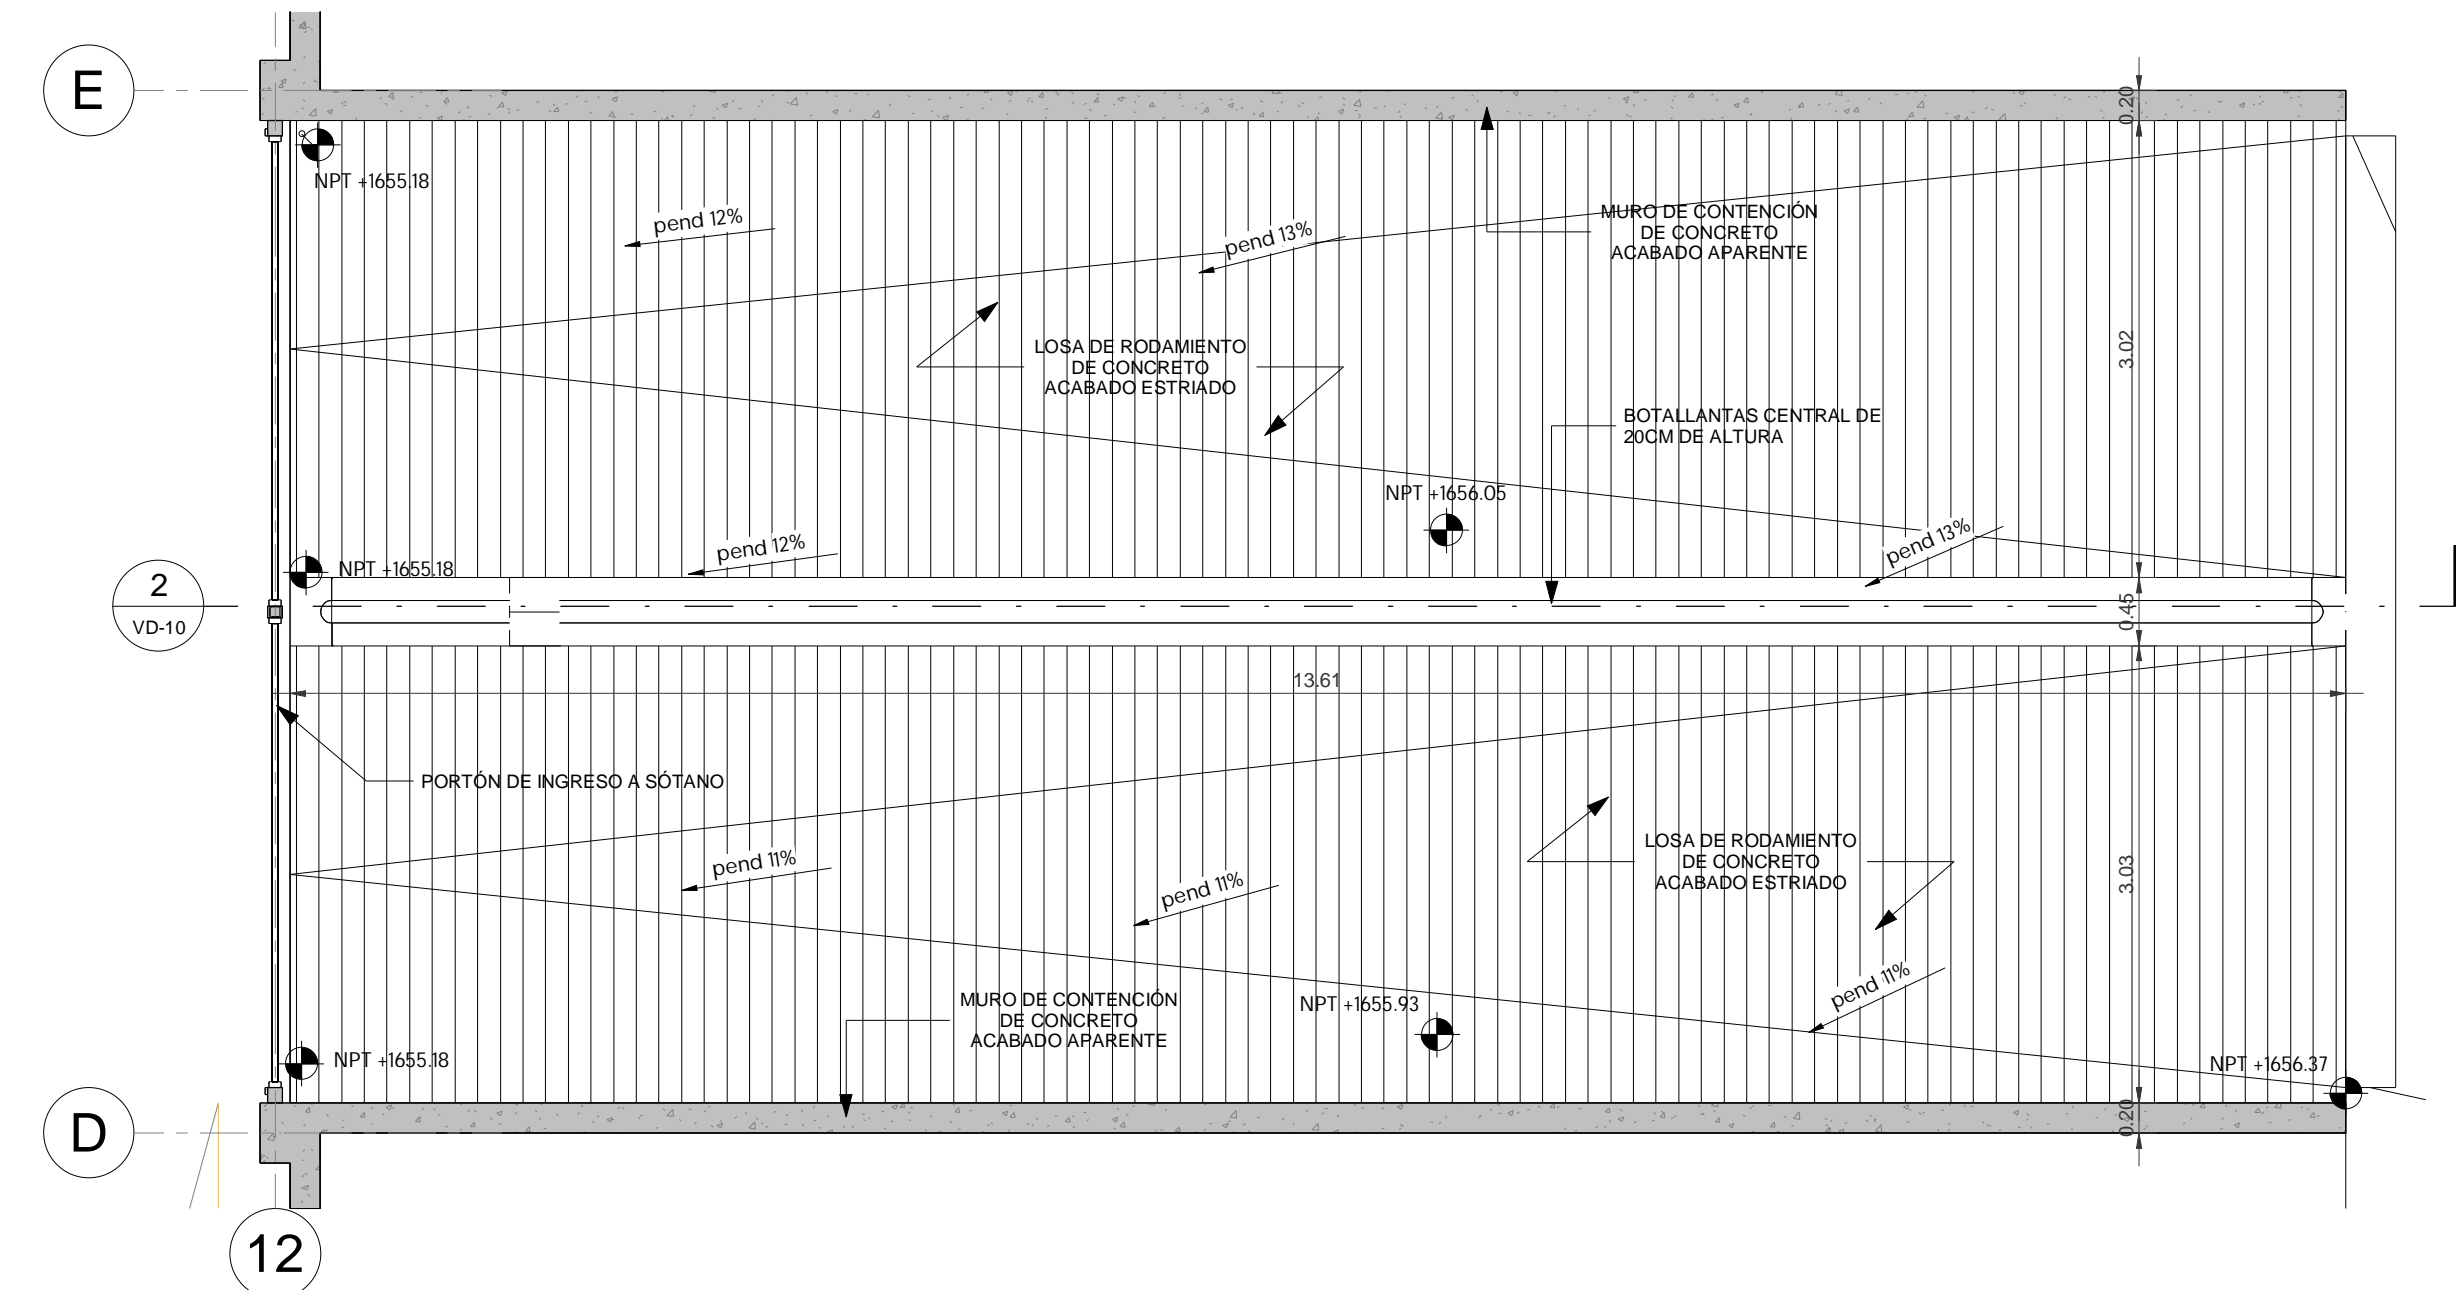 E
0.20
NPT +1655.18
pend 12%
pend 13%
MURO DE CONTENCIÓN
DE CONCRETO
ACABADO APARENTE
LOSA DE RODAMIENTO
DE CONCRETO
ACABADO ESTRIADO
3.02
BOTALLANTAS CENTRAL DE
20CM DE ALTURA
NPT +1656.05
pend 12%
pend 13%
NPT +1655.18
2
VD-10
0.45
13.61
PORTÓN DE INGRESO A SÓTANO
LOSA DE RODAMIENTO
DE CONCRETO
ACABADO ESTRIADO
3.03
pend 11%
pend 11%
pend 11%
MURO DE CONTENCIÓN
DE CONCRETO
ACABADO APARENTE
NPT +1655.93
NPT +1655.18
NPT +1656.37
D
0.20
12